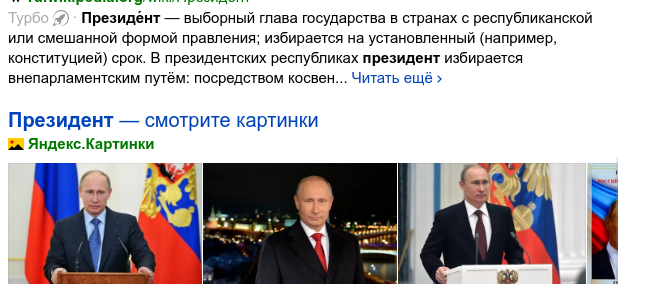 Турбо · Президе́нт — выборный глава государства в странах с республиканской
или смешанной формой правления; избирается на установленный (например,
конституцией) срок. В президентских республиках президент избирается
внепарламентским путём: посредством косвен... Читать ещё ›
Президент — смотрите картинки
Яндекс.Картинки